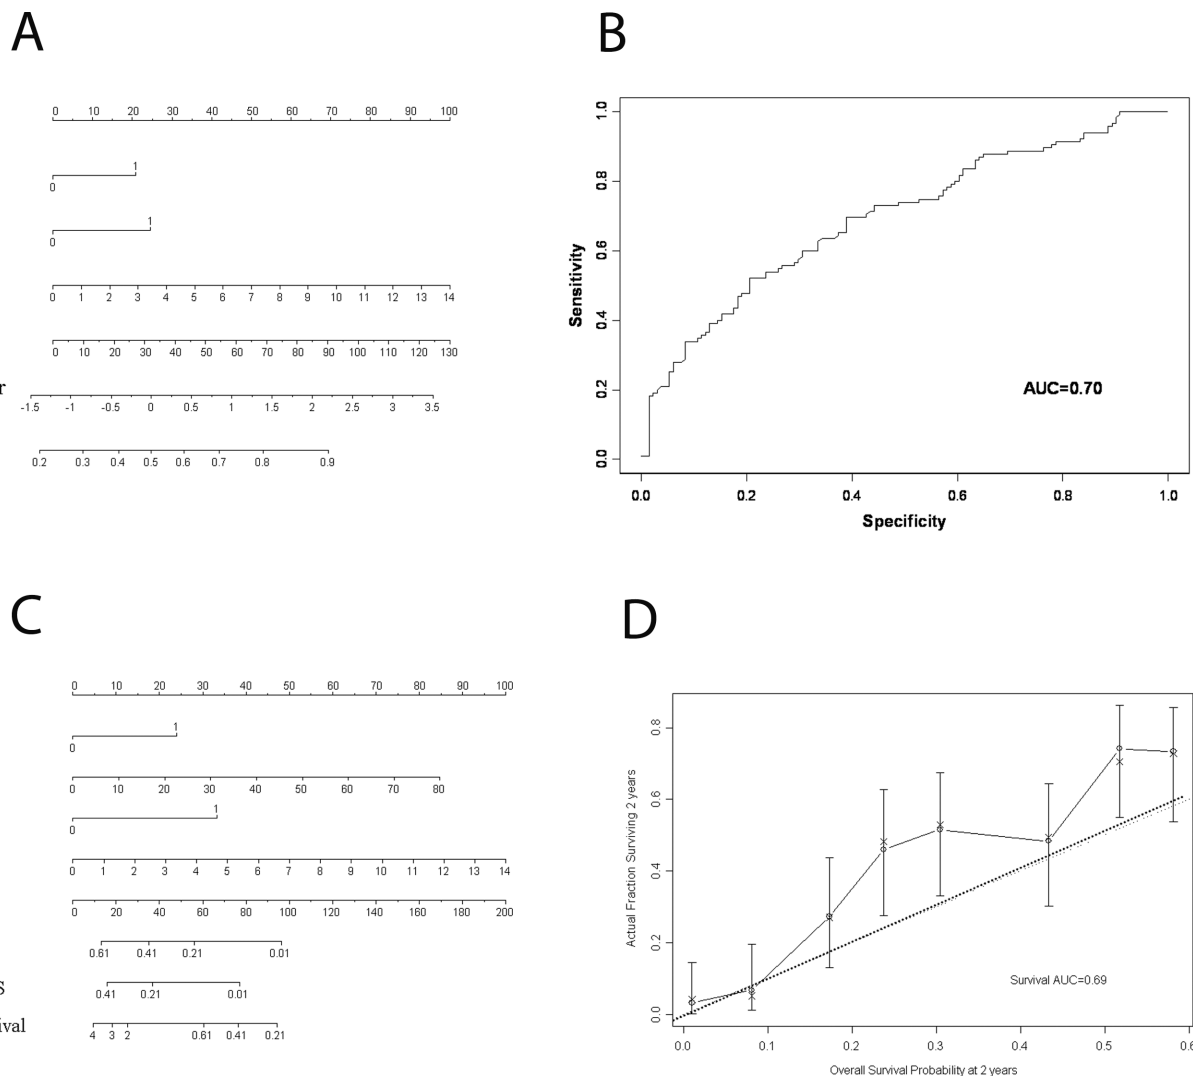 A
0 10 20 30 40 50 60 70 80 90 100
1
0
1
0
0 1 2 3 4 5 6 7 8 9 10 11 12 13 14
0 10 20 30 40 50 60 70 80 90 100 110 120 130
r
-1.5 -1 -0.5 0 0.5 1 1.5 2 2.5 3 3.5
0.2 0.3 0.4 0.5 0.6 0.7 0.8 0.9
B
1.0
0.8
0.6
0.4
0.2
0.0
Sensitivity
AUC=0.70
0.0 0.2 0.4 0.6 0.8 1.0
Specificity
C
0 10 20 30 40 50 60 70 80 90 100
1
0
0 10 20 30 40 50 60 70 80
1
0
0 1 2 3 4 5 6 7 8 9 10 11 12 13 14
0 20 40 60 80 100 120 140 160 180 200
0.61 0.41 0.21 0.01
S
0.41 0.21 0.01
ival
4 3 2 0.61 0.41 0.21
D
0.8
0.6
0.4
0.2
0.0
Actual Fraction Surviving 2 years
Survival AUC=0.69
0.0 0.1 0.2 0.3 0.4 0.5 0.6
Overall Survival Probability at 2 years